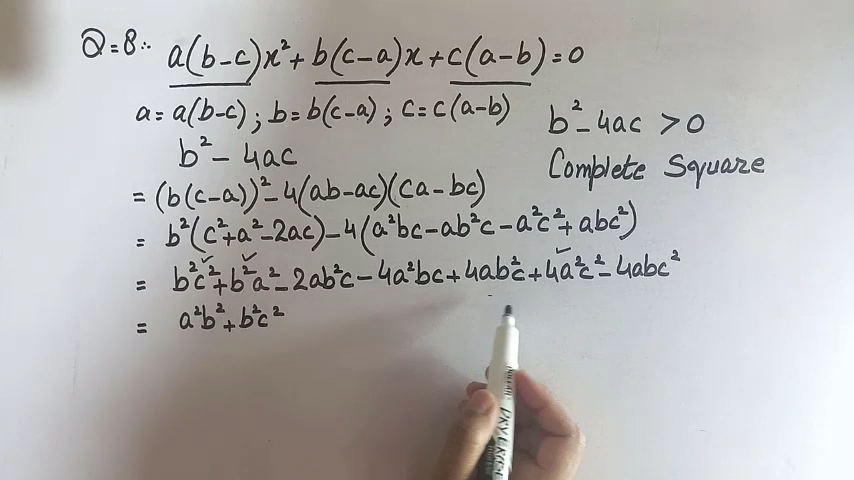 Q=8:- a(b-c)x²+b(c-a)x+c(a-b)=0
a=a(b-c); b=b(c-a); c=c(a-b)
b²-4ac
b²-4ac>0
Complete Square
=(b(c-a))²-4(ab-ac)(ca-bc)
=b²(c²+a²-2ac)-4(a²bc-ab²c-a²c²+abc²)
=b²c²+b²a²-2ab²c-4a²bc+4ab²c+4a²c²-4abc²
=a²b²+b²c²